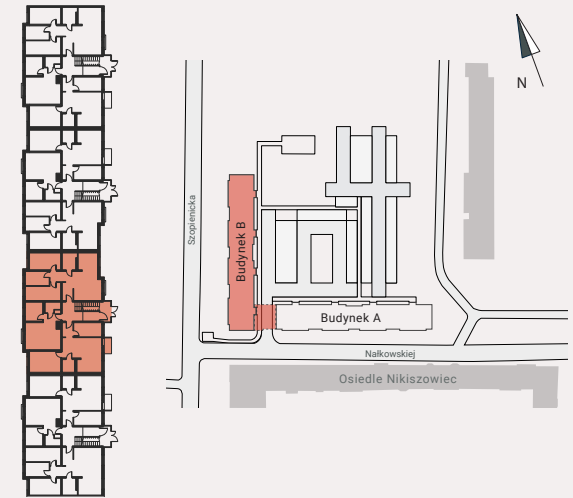 N
Szopienicka
Budynek B
Budynek A
Nałkowskiej
Osiedle Nikiszowiec